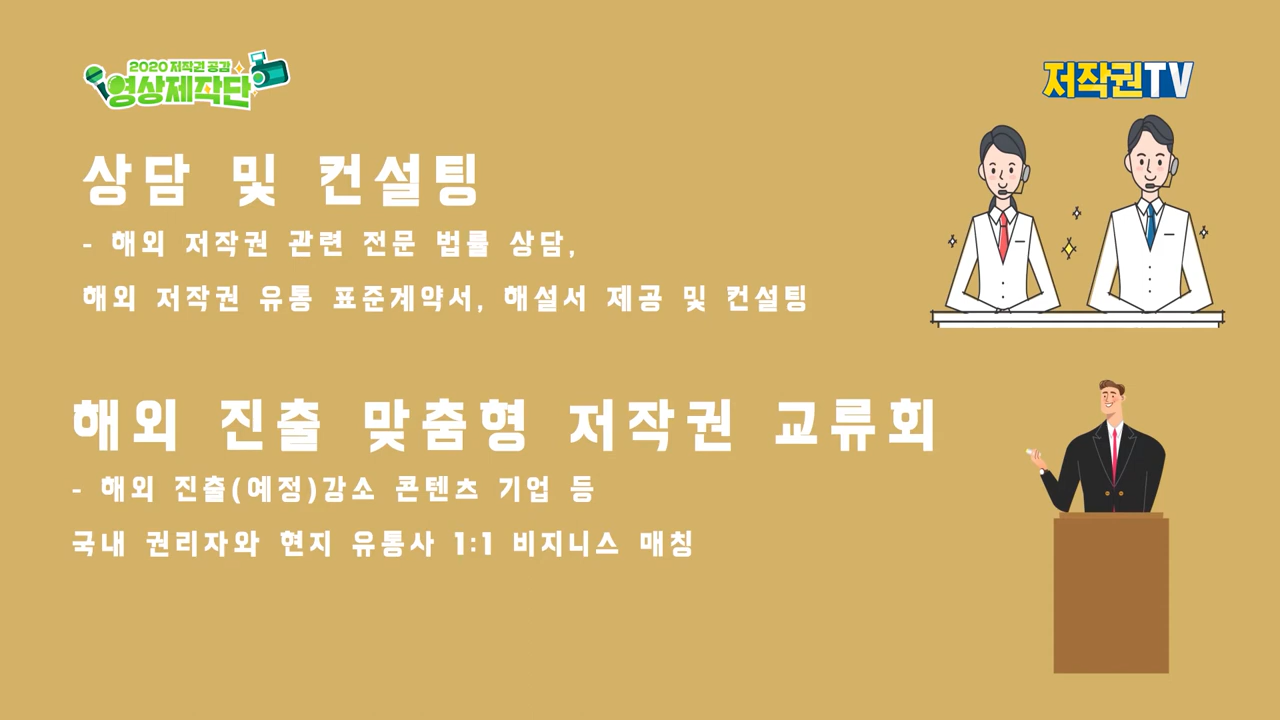 2020 저작권 공감
영상제작단
저작권TV
상담 및 컨설팅
- 해외 저작권 관련 전문 법률 상담,
해외 저작권 유통 표준계약서, 해설서 제공 및 컨설팅
해외 진출 맞춤형 저작권 교류회
- 해외 진출(예정)강소 콘텐츠 기업 등
국내 권리자와 현지 유통사 1:1 비지니스 매칭